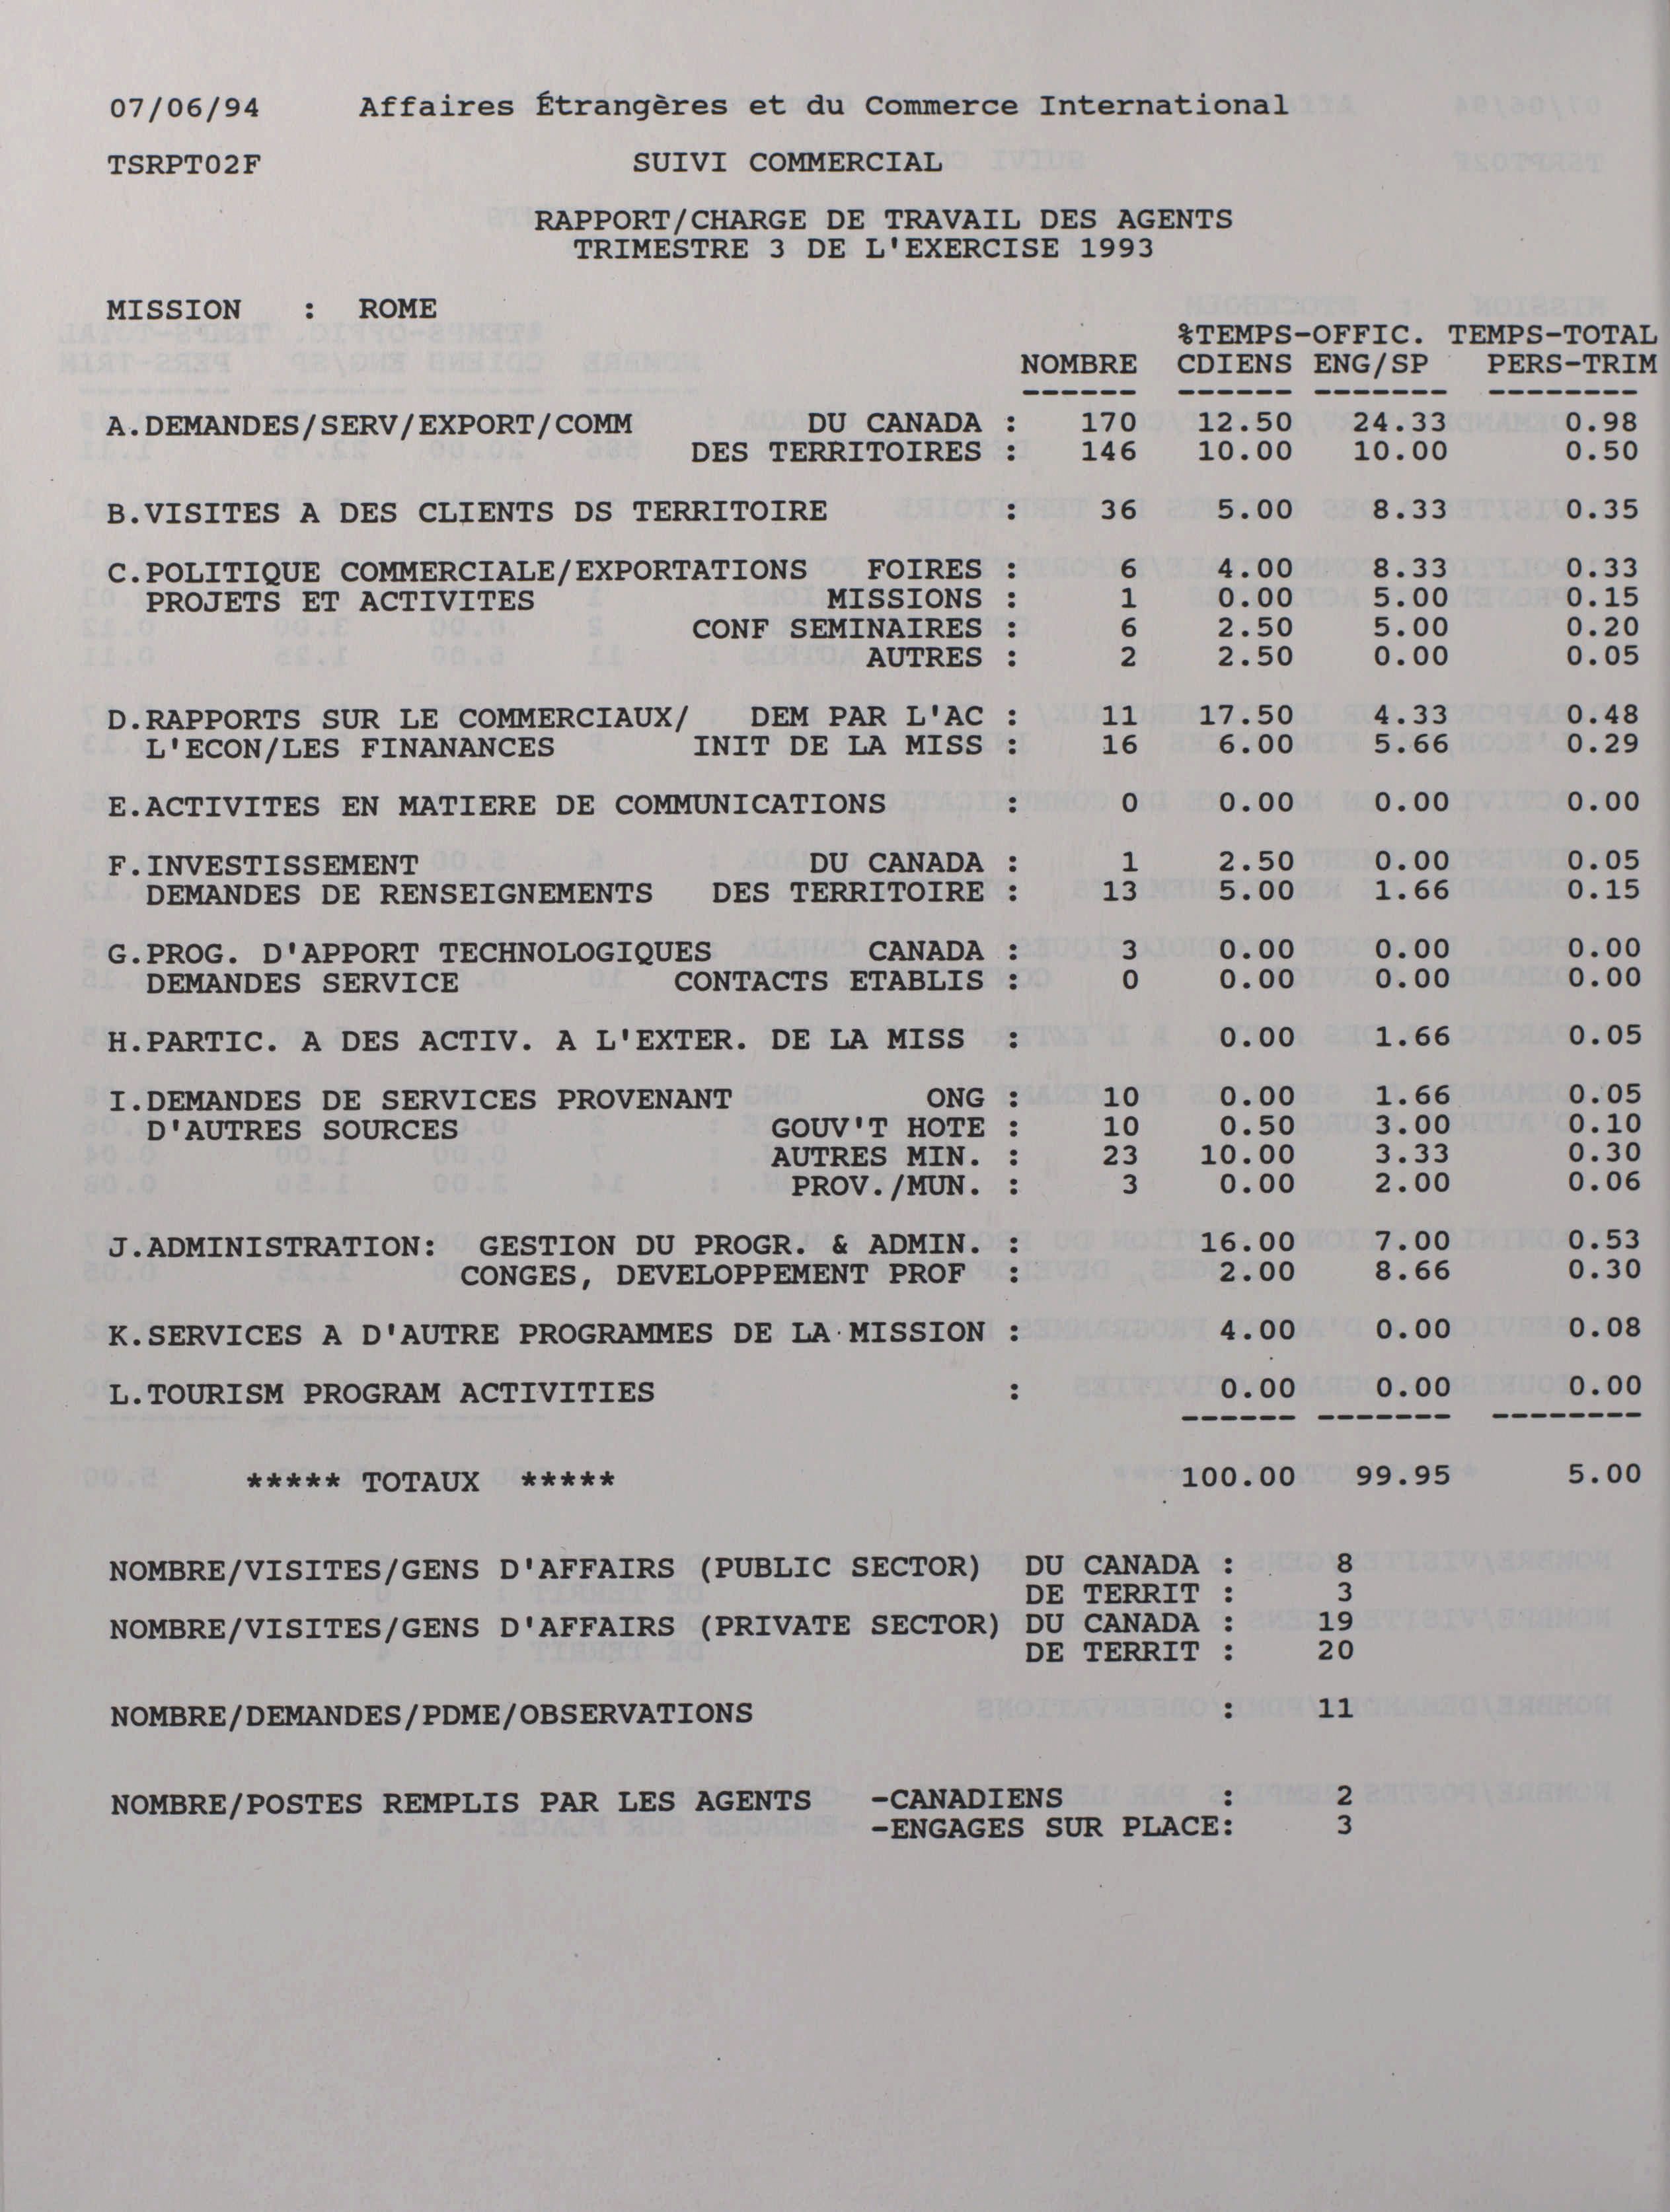 07/06/94 Affaires Étrangères et du Commerce International
TSRPT02F SUIVI COMMERCIAL
RAPPORT/CHARGE DE TRAVAIL DES AGENTS
TRIMESTRE 3 DE L'EXERCISE 1993
MISSION : ROME
%TEMPS-OFFIC. TEMPS-TOTAL
NOMBRE CDIENS ENG/SP PERS-TRIM
------ ------ ------- --------
A.DEMANDES/SERV/EXPORT/COMM DU CANADA : 170 12.50 24.33 0.98
DES TERRITOIRES : 146 10.00 10.00 0.50
B.VISITES A DES CLIENTS DS TERRITOIRE : 36 5.00 8.33 0.35
C.POLITIQUE COMMERCIALE/EXPORTATIONS FOIRES : 6 4.00 8.33 0.33
PROJETS ET ACTIVITES MISSIONS : 1 0.00 5.00 0.15
CONF SEMINAIRES : 6 2.50 5.00 0.20
AUTRES : 2 2.50 0.00 0.05
D.RAPPORTS SUR LE COMMERCIAUX/ DEM PAR L'AC : 11 17.50 4.33 0.48
L'ECON/LES FINANANCES INIT DE LA MISS : 16 6.00 5.66 0.29
E.ACTIVITES EN MATIERE DE COMMUNICATIONS : 0 0.00 0.00 0.00
F.INVESTISSEMENT DU CANADA : 1 2.50 0.00 0.05
DEMANDES DE RENSEIGNEMENTS DES TERRITOIRE : 13 5.00 1.66 0.15
G.PROG. D'APPORT TECHNOLOGIQUES CANADA : 3 0.00 0.00 0.00
DEMANDES SERVICE CONTACTS ETABLIS : 0 0.00 0.00 0.00
H.PARTIC. A DES ACTIV. A L'EXTER. DE LA MISS : 0.00 1.66 0.05
I.DEMANDES DE SERVICES PROVENANT ONG : 10 0.00 1.66 0.05
D'AUTRES SOURCES GOUV'T HOTE : 10 0.50 3.00 0.10
AUTRES MIN. : 23 10.00 3.33 0.30
PROV./MUN. : 3 0.00 2.00 0.06
J.ADMINISTRATION: GESTION DU PROGR. & ADMIN. : 16.00 7.00 0.53
CONGES, DEVELOPPEMENT PROF : 2.00 8.66 0.30
K.SERVICES A D'AUTRE PROGRAMMES DE LA MISSION : 4.00 0.00 0.08
L.TOURISM PROGRAM ACTIVITIES : 0.00 0.00 0.00
------ ------- --------
***** TOTAUX ***** 100.00 99.95 5.00
NOMBRE/VISITES/GENS D'AFFAIRS (PUBLIC SECTOR) DU CANADA : 8
DE TERRIT : 3
NOMBRE/VISITES/GENS D'AFFAIRS (PRIVATE SECTOR) DU CANADA : 19
DE TERRIT : 20
NOMBRE/DEMANDES/PDME/OBSERVATIONS : 11
NOMBRE/POSTES REMPLIS PAR LES AGENTS -CANADIENS : 2
-ENGAGES SUR PLACE: 3